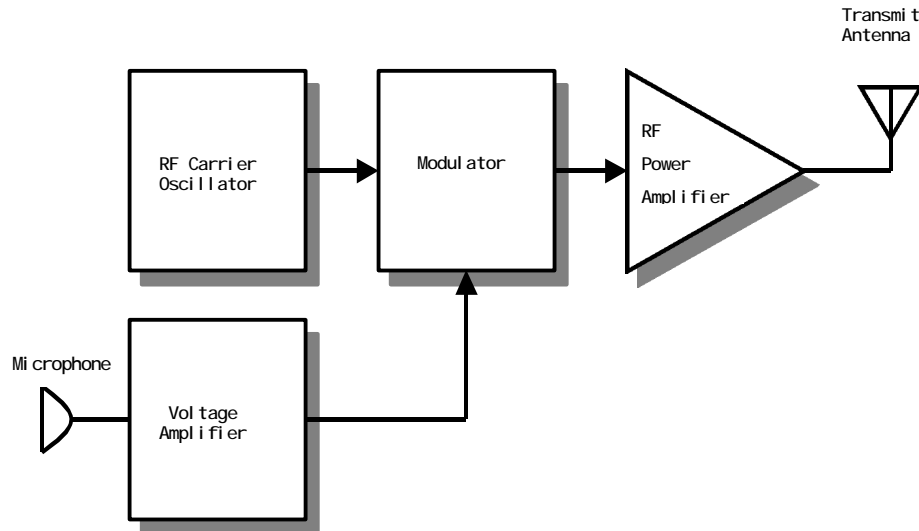 Transmit
Antenna
RF Carrier
Oscillator
Modulator
RF
Power
Amplifier
Microphone
Voltage
Amplifier